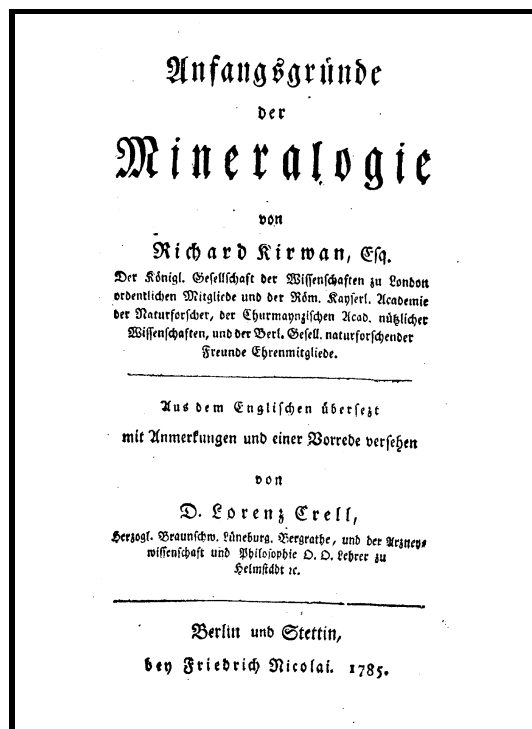 Anfangsgründe
der
Mineralogie
von
Richard Kirwan, Esq.
Der Königl. Gesellschaft der Wissenschaften zu London
ordentlichen Mitgliede und der Röm. Kayserl. Academie
der Naturforscher, der Churmaynzischen Acad. nützlicher
Wissenschaften, und der Berl. Gesell. naturforschender
Freunde Ehrenmitgliede.
Aus dem Englischen übersezt
mit Anmerkungen und einer Vorrede versehen
von
D. Lorenz Crell,
Herzogl. Braunschw. Lüneburg. Bergrathe, und der Arzney-
wissenschaft und Philosophie O. O. Lehrer zu
Helmstädt ꝛc.
Berlin und Stettin,
bey Friedrich Nicolai. 1785.